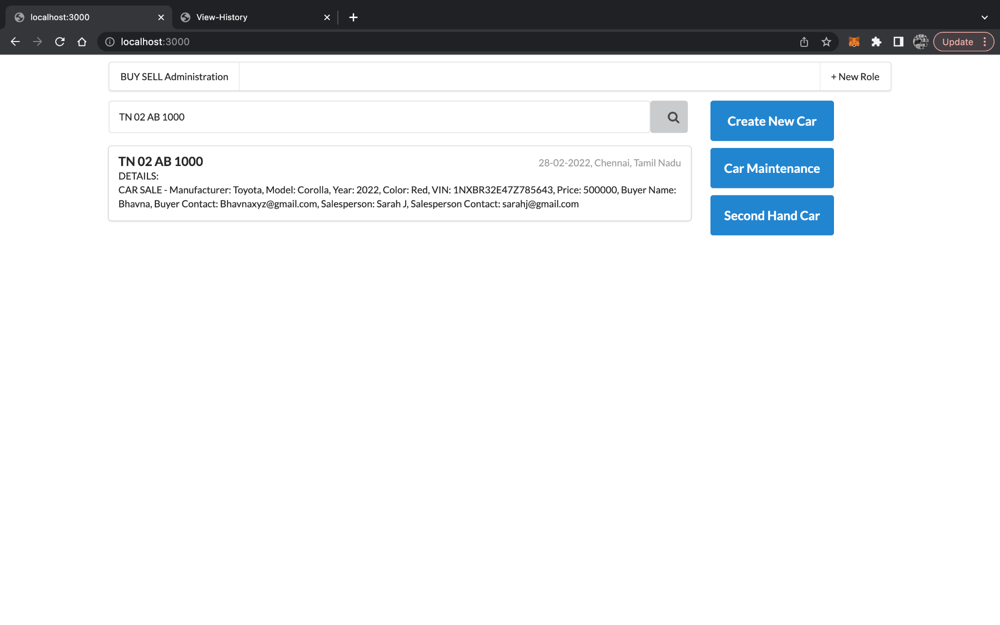 localhost:3000
View-History
localhost:3000
Update
BUY SELL Administration
+ New Role
TN 02 AB 1000
Create New Car
TN 02 AB 1000
28-02-2022, Chennai, Tamil Nadu
DETAILS:
CAR SALE - Manufacturer: Toyota, Model: Corolla, Year: 2022, Color: Red, VIN: 1NXBR32E47Z785643, Price: 500000, Buyer Name:
Bhavna, Buyer Contact: Bhavnaxyz@gmail.com, Salesperson: Sarah J, Salesperson Contact: sarahj@gmail.com
Car Maintenance
Second Hand Car